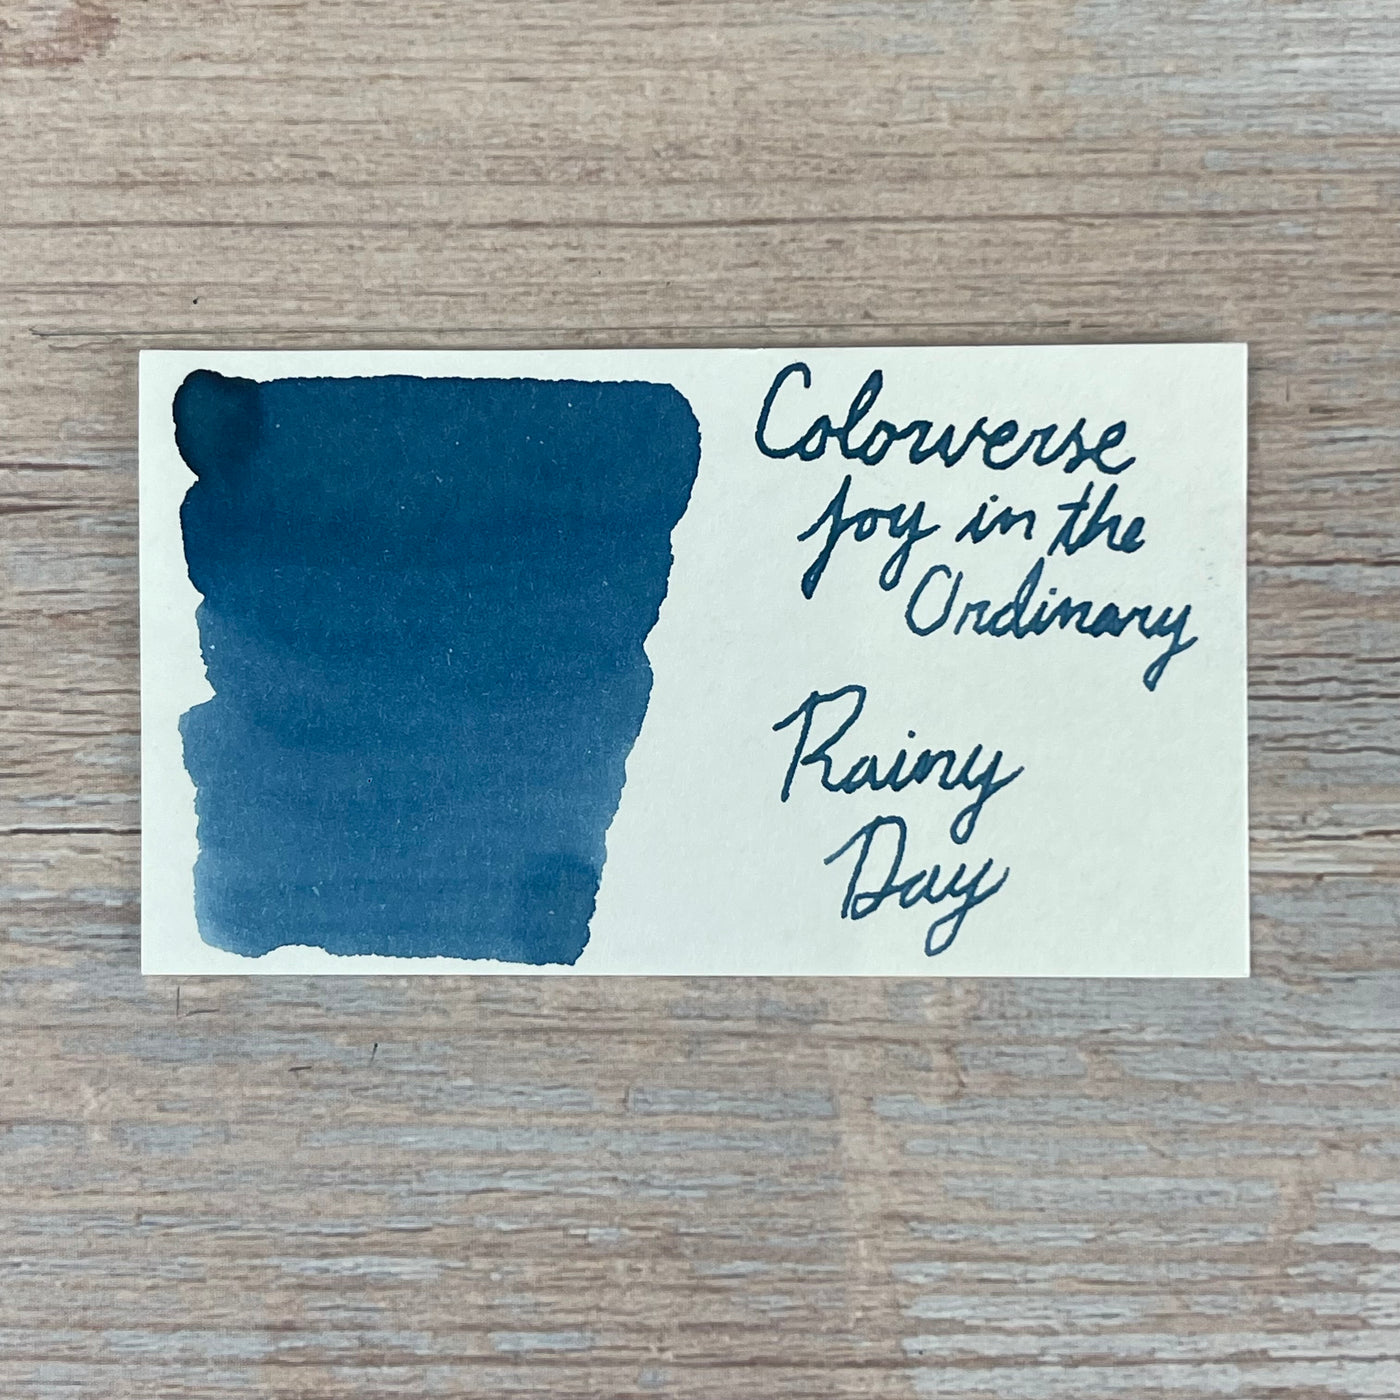 Colorverse
Joy in the
Ordinary
Rainy
Day